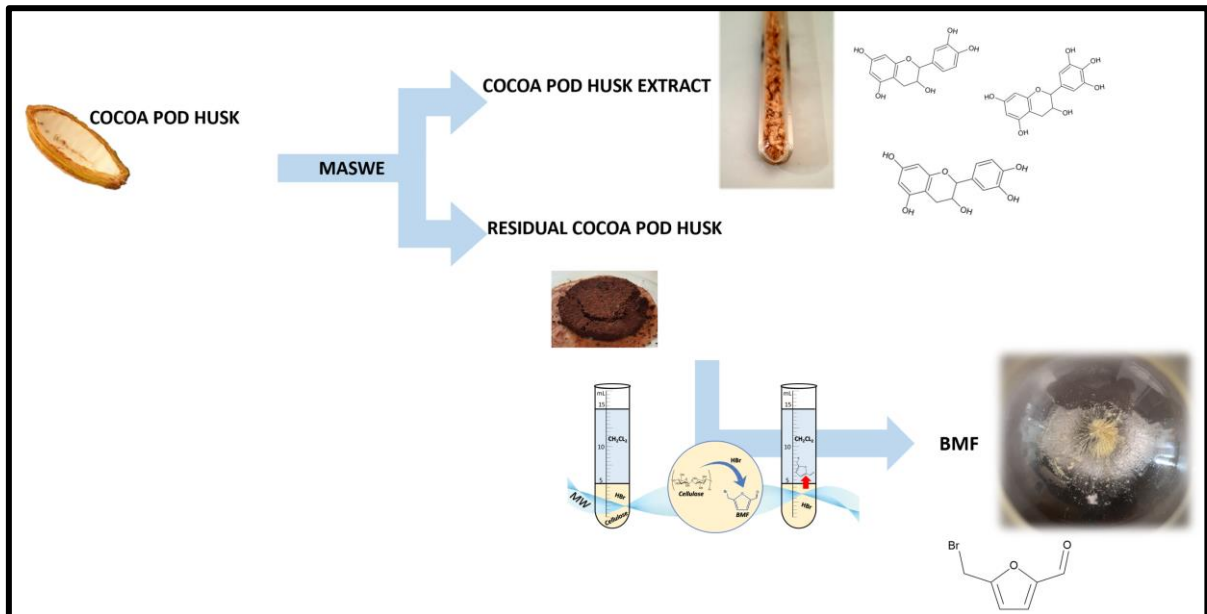 COCOA POD HUSK
MASWE
COCOA POD HUSK EXTRACT
RESIDUAL COCOA POD HUSK
HO
O
OH
OH
OH
OH
HO
O
OH
OH
OH
OH
OH
HO
O
OH
OH
OH
OH
mL
15
CH₂CL₂
10
5
HBr
Cellulose
MW
HBr
Cellulose
BMF
mL
15
CH₂CL₂
10
5
HBr
BMF
Br
O
O